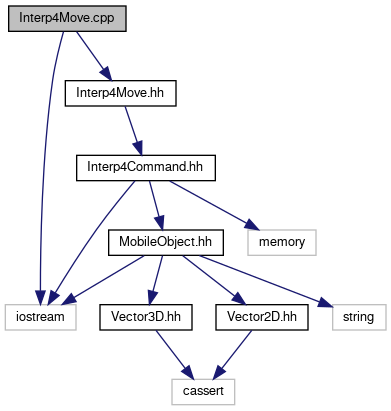 Interp4Move.cpp
Interp4Move.hh
Interp4Command.hh
MobileObject.hh
memory
iostream
Vector3D.hh
Vector2D.hh
string
cassert